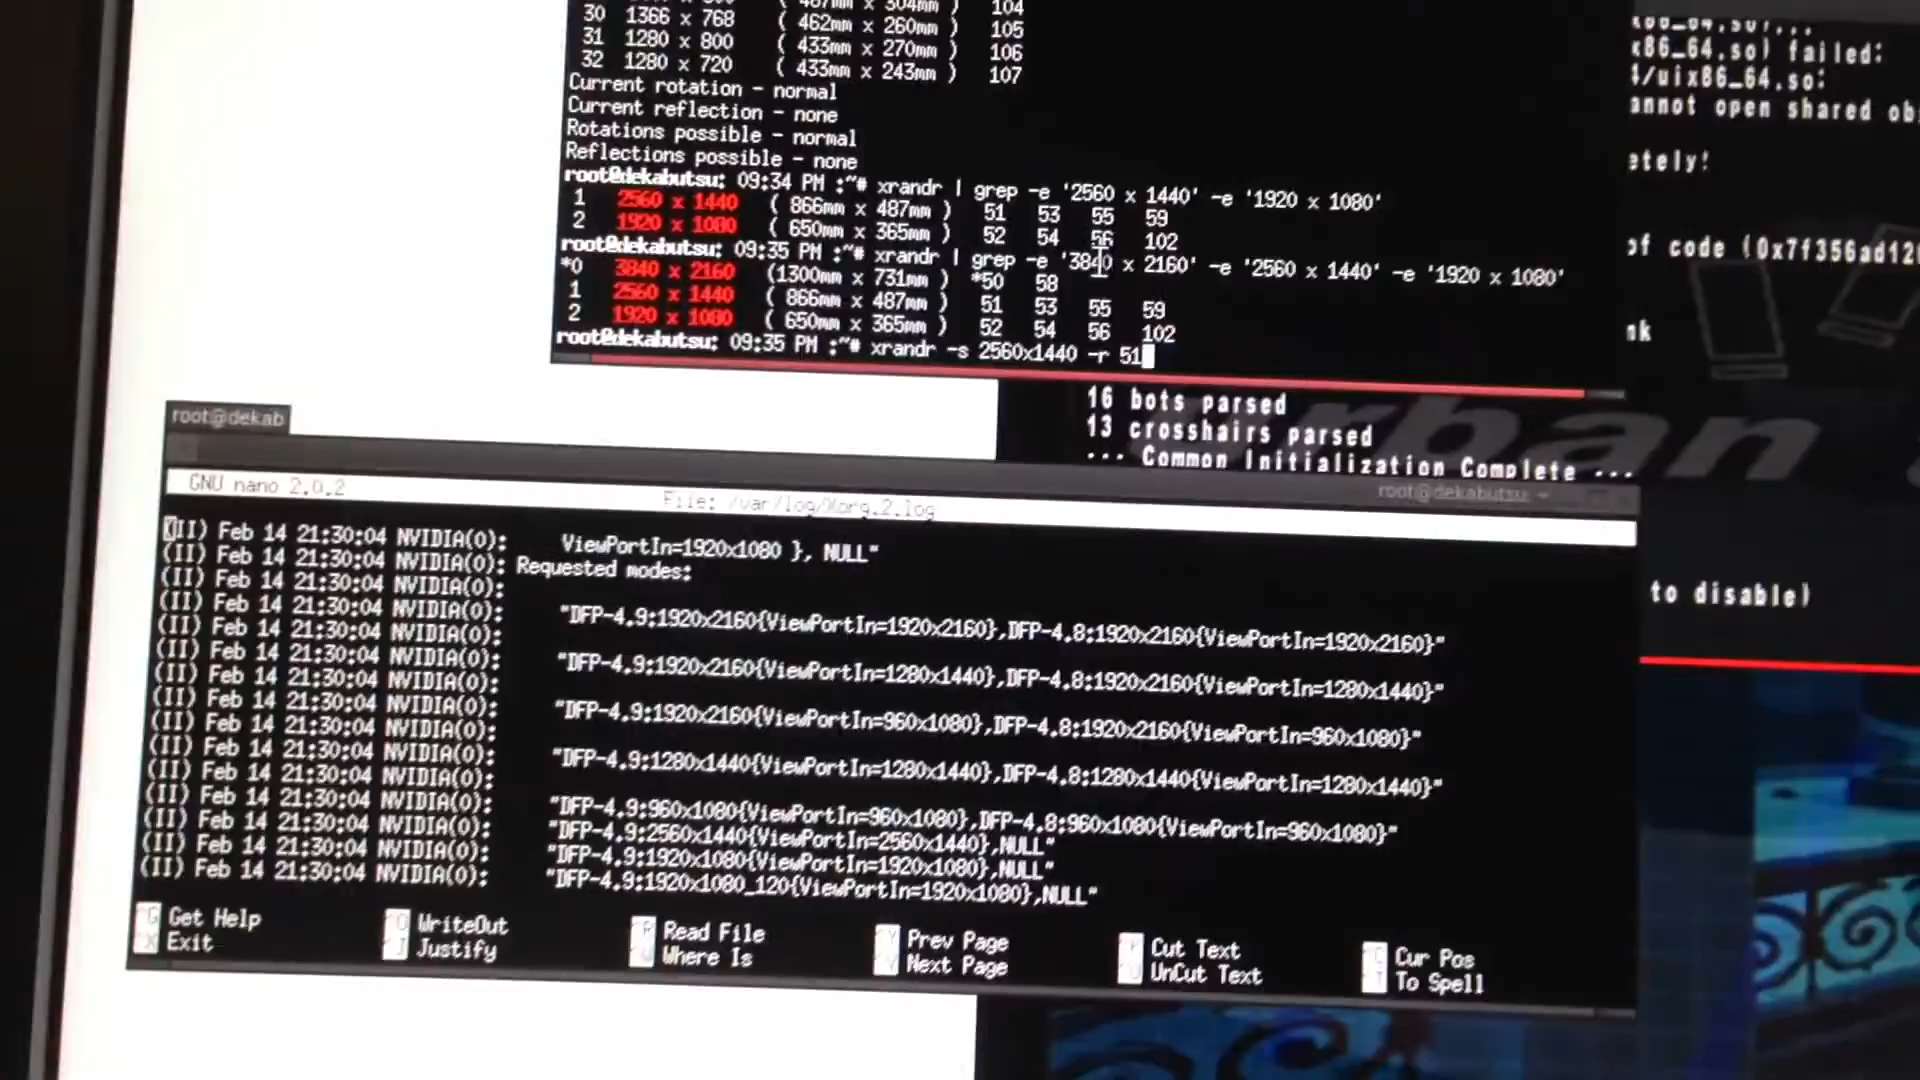 ( 487mm x 304mm ) 104
30 1366 x 768 ( 462mm x 260mm ) 105
31 1280 x 800 ( 433mm x 270mm ) 106
32 1280 x 720 ( 433mm x 243mm ) 107
Current rotation - normal
Current reflection - none
Rotations possible - normal
Reflections possible - none
root@dekabutsu: 09:34 PM :~# xrandr | grep -e '2560 x 1440' -e '1920 x 1080'
1 2560 x 1440 ( 866mm x 487mm ) 51 53 55 59
2 1920 x 1080 ( 650mm x 365mm ) 52 54 56 102
root@dekabutsu: 09:35 PM :~# xrandr | grep -e '3840 x 2160' -e '2560 x 1440' -e '1920 x 1080'
*0 3840 x 2160 (1300mm x 731mm ) *50 58
1 2560 x 1440 ( 866mm x 487mm ) 51 53 55 59
2 1920 x 1080 ( 650mm x 365mm ) 52 54 56 102
root@dekabutsu: 09:35 PM :~# xrandr -s 2560x1440 -r 51
x86_64.so) failed:
4/uix86_64.so:
annot open shared ob
etely!
of code (0x7f356ad12
nk
16 bots parsed
13 crosshairs parsed
--- Common Initialization Complete ---
rban
to disable)
root@dekab
root@dekabutsu: ~
GNU nano 2.0.2 File: /var/log/Xorg.2.log
(II) Feb 14 21:30:04 NVIDIA(0): ViewPortIn=1920x1080 }, NULL"
(II) Feb 14 21:30:04 NVIDIA(0): Requested modes:
(II) Feb 14 21:30:04 NVIDIA(0):
(II) Feb 14 21:30:04 NVIDIA(0): "DFP-4.9:1920x2160{ViewPortIn=1920x2160},DFP-4.8:1920x2160{ViewPortIn=1920x2160}"
(II) Feb 14 21:30:04 NVIDIA(0):
(II) Feb 14 21:30:04 NVIDIA(0): "DFP-4.9:1920x2160{ViewPortIn=1280x1440},DFP-4.8:1920x2160{ViewPortIn=1280x1440}"
(II) Feb 14 21:30:04 NVIDIA(0):
(II) Feb 14 21:30:04 NVIDIA(0): "DFP-4.9:1920x2160{ViewPortIn=960x1080},DFP-4.8:1920x2160{ViewPortIn=960x1080}"
(II) Feb 14 21:30:04 NVIDIA(0):
(II) Feb 14 21:30:04 NVIDIA(0): "DFP-4.9:1280x1440{ViewPortIn=1280x1440},DFP-4.8:1280x1440{ViewPortIn=1280x1440}"
(II) Feb 14 21:30:04 NVIDIA(0):
(II) Feb 14 21:30:04 NVIDIA(0): "DFP-4.9:960x1080{ViewPortIn=960x1080},DFP-4.8:960x1080{ViewPortIn=960x1080}"
(II) Feb 14 21:30:04 NVIDIA(0): "DFP-4.9:2560x1440{ViewPortIn=2560x1440},NULL"
(II) Feb 14 21:30:04 NVIDIA(0): "DFP-4.9:1920x1080{ViewPortIn=1920x1080},NULL"
(II) Feb 14 21:30:04 NVIDIA(0): "DFP-4.9:1920x1080_120{ViewPortIn=1920x1080},NULL"
^G Get Help ^O WriteOut ^R Read File ^Y Prev Page ^K Cut Text ^C Cur Pos
^X Exit ^J Justify ^W Where Is ^V Next Page ^U UnCut Text ^T To Spell